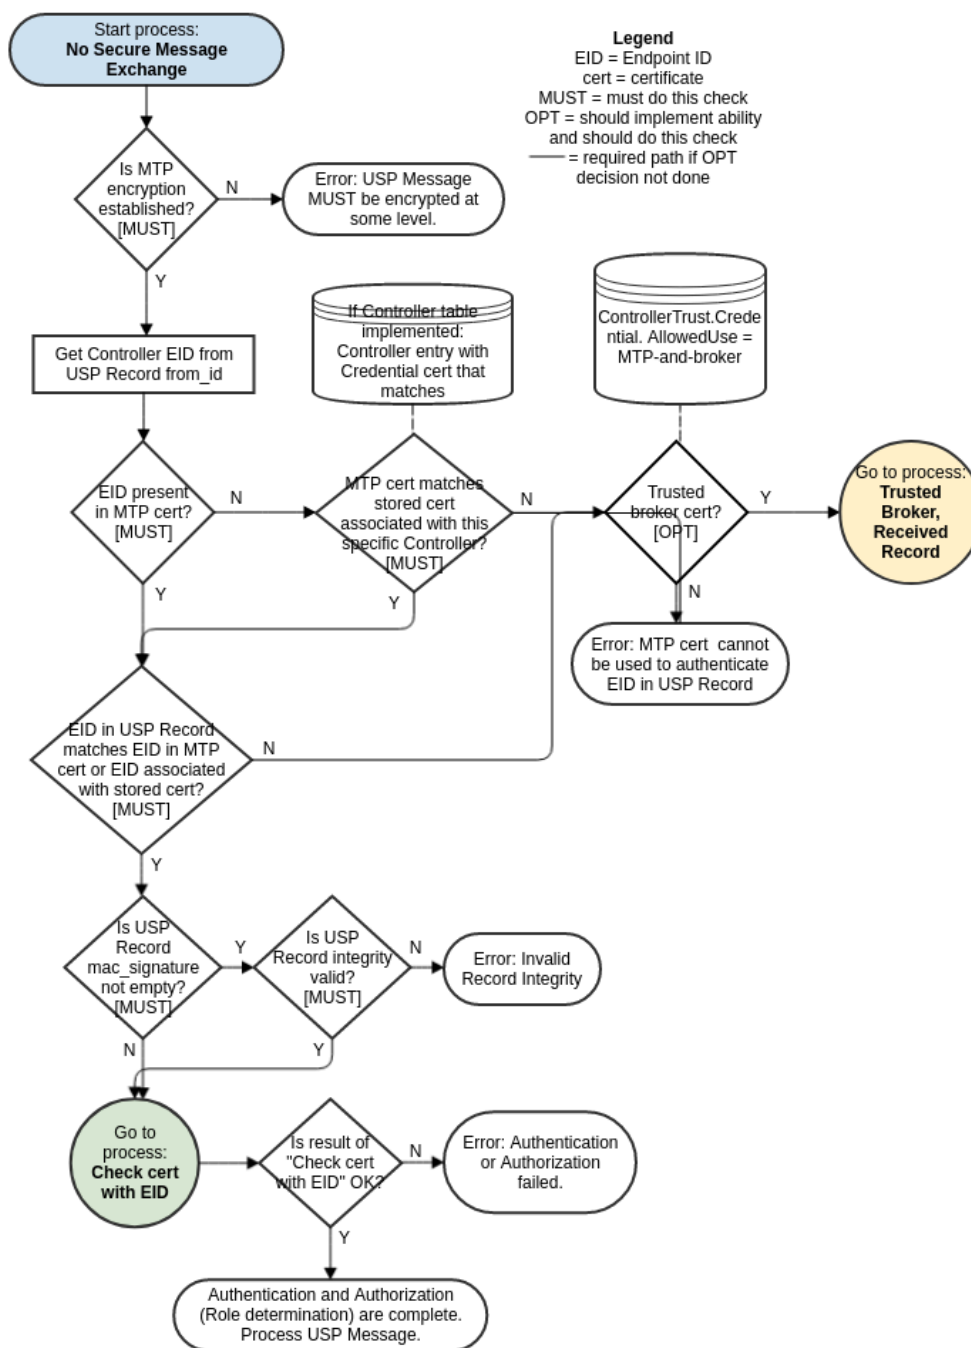 Start process:
No Secure Message
Exchange
Legend
EID = Endpoint ID
cert = certificate
MUST = must do this check
OPT = should implement ability
and should do this check
= required path if OPT
decision not done
Is MTP
encryption
established?
[MUST]
N
Error: USP Message
MUST be encrypted at
some level.
Y
Get Controller EID from
USP Record from_id
If Controller table
implemented:
Controller entry with
Credential cert that
matches
ControllerTrust.Crede
ntial. AllowedUse =
MTP-and-broker
EID present
in MTP cert?
[MUST]
N
MTP cert matches
stored cert
associated with this
specific Controller?
[MUST]
N
Trusted
broker cert?
[OPT]
Y
Go to process:
Trusted
Broker,
Received
Record
Y
Y
N
Error: MTP cert  cannot
be used to authenticate
EID in USP Record
EID in USP Record
matches EID in MTP
cert or EID associated
with stored cert?
[MUST]
N
Y
Is USP
Record
mac_signature
not empty?
[MUST]
Y
Is USP
Record integrity
valid?
[MUST]
N
Error: Invalid
Record Integrity
N
Y
Go to
process:
Check cert
with EID
Is result of
"Check cert
with EID" OK?
N
Error: Authentication
or Authorization
failed.
Y
Authentication and Authorization
(Role determination) are complete.
Process USP Message.